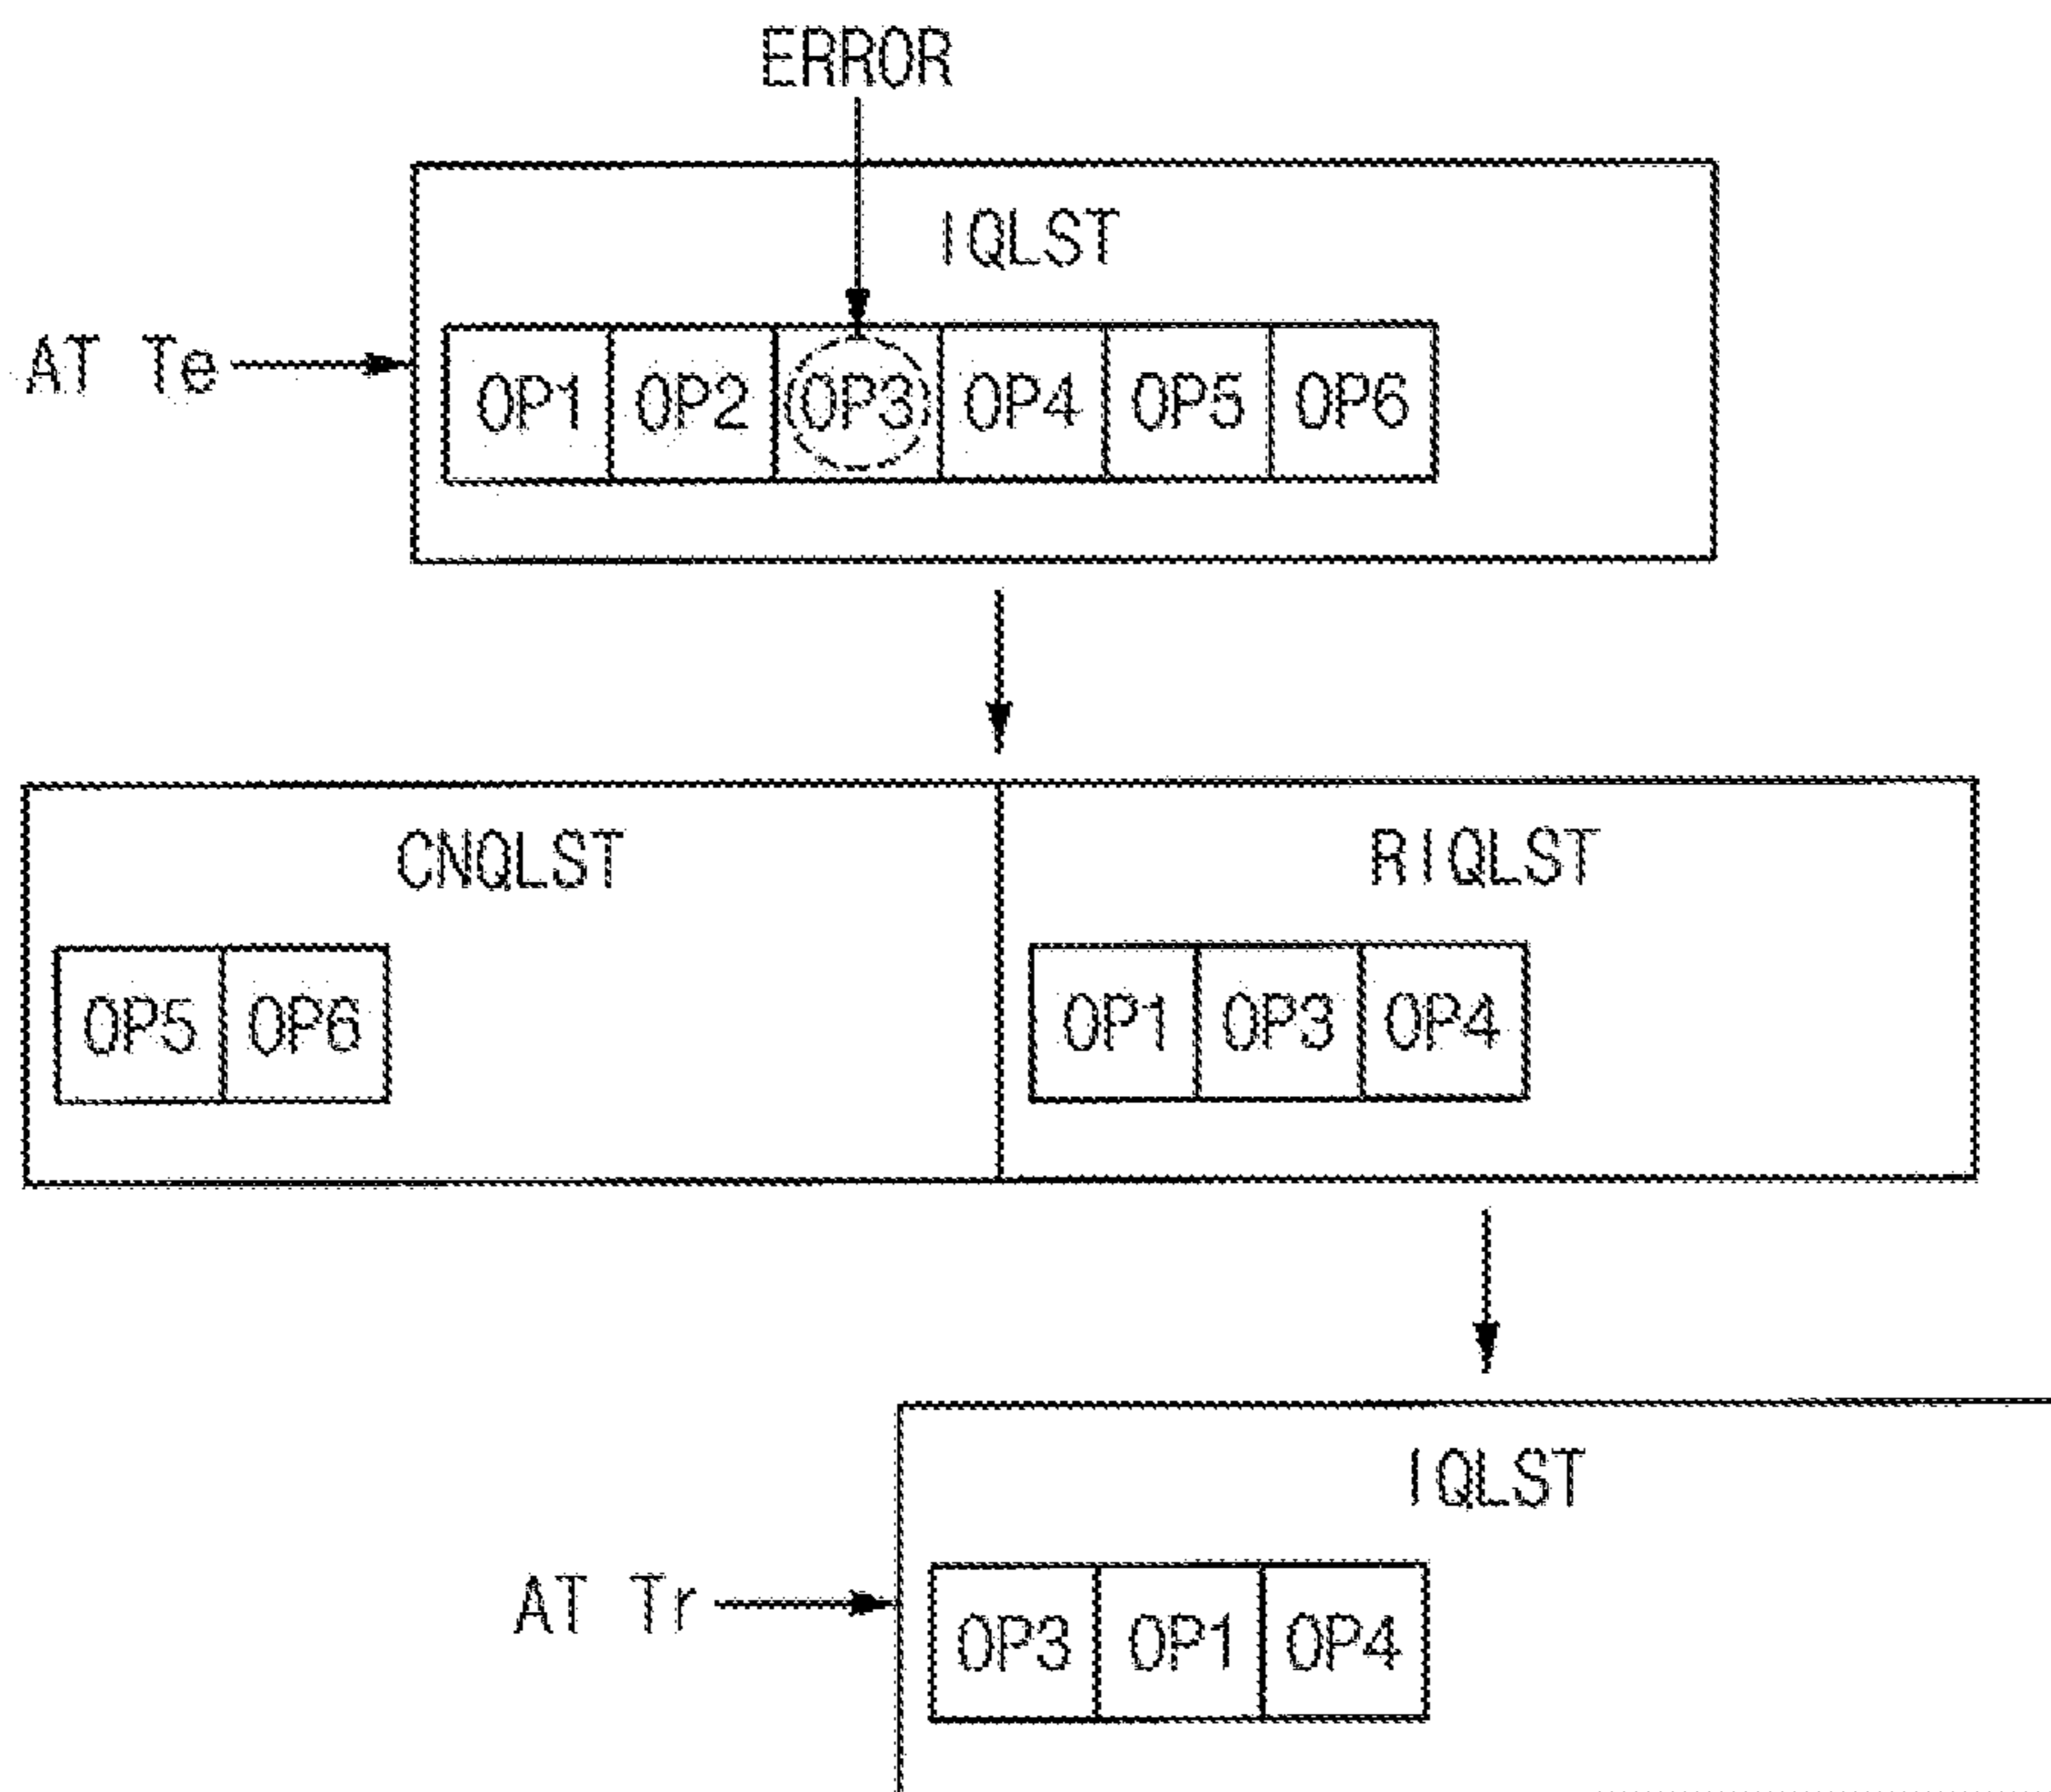 ERROR
IQLST
AT Te
OP1 OP2 OP3 OP4 OP5 OP6
CNQLST RIQLST
OP5 OP6 OP1 OP3 OP4
IQLST
AT Tr
OP3 OP1 OP4